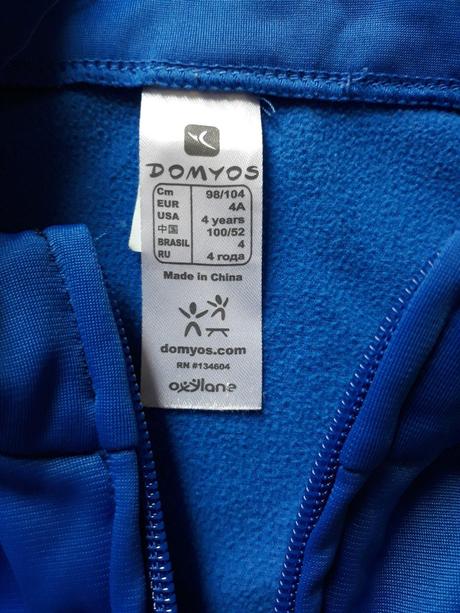 DOMYOS
Cm 98/104
EUR 4A
USA 4 years
中国 100/52
BRASIL 4
RU 4 года
Made in China
domyos.com
RN #134604
oxylane